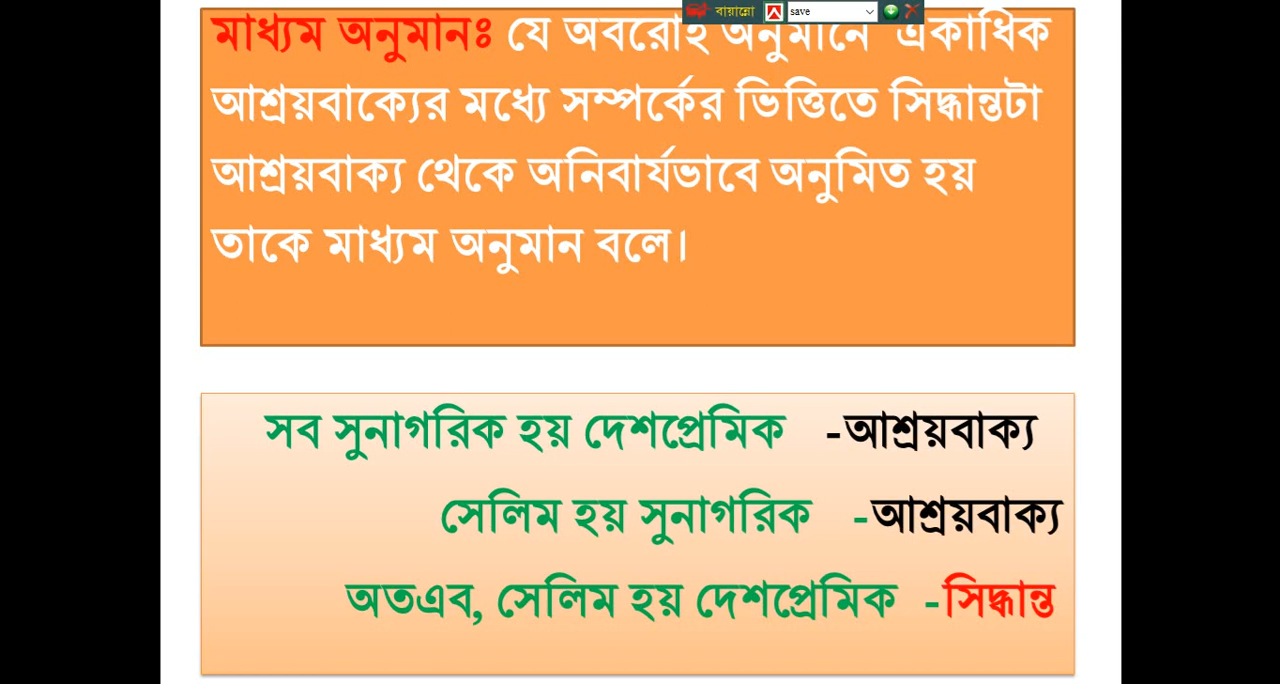 বায়ান্নো save
মাধ্যম অনুমানঃ যে অবরোহ অনুমানে একাধিক
আশ্রয়বাক্যের মধ্যে সম্পর্কের ভিত্তিতে সিদ্ধান্তটা
আশ্রয়বাক্য থেকে অনিবার্যভাবে অনুমিত হয়
তাকে মাধ্যম অনুমান বলে।
সব সুনাগরিক হয় দেশপ্রেমিক -আশ্রয়বাক্য
সেলিম হয় সুনাগরিক -আশ্রয়বাক্য
অতএব, সেলিম হয় দেশপ্রেমিক -সিদ্ধান্ত